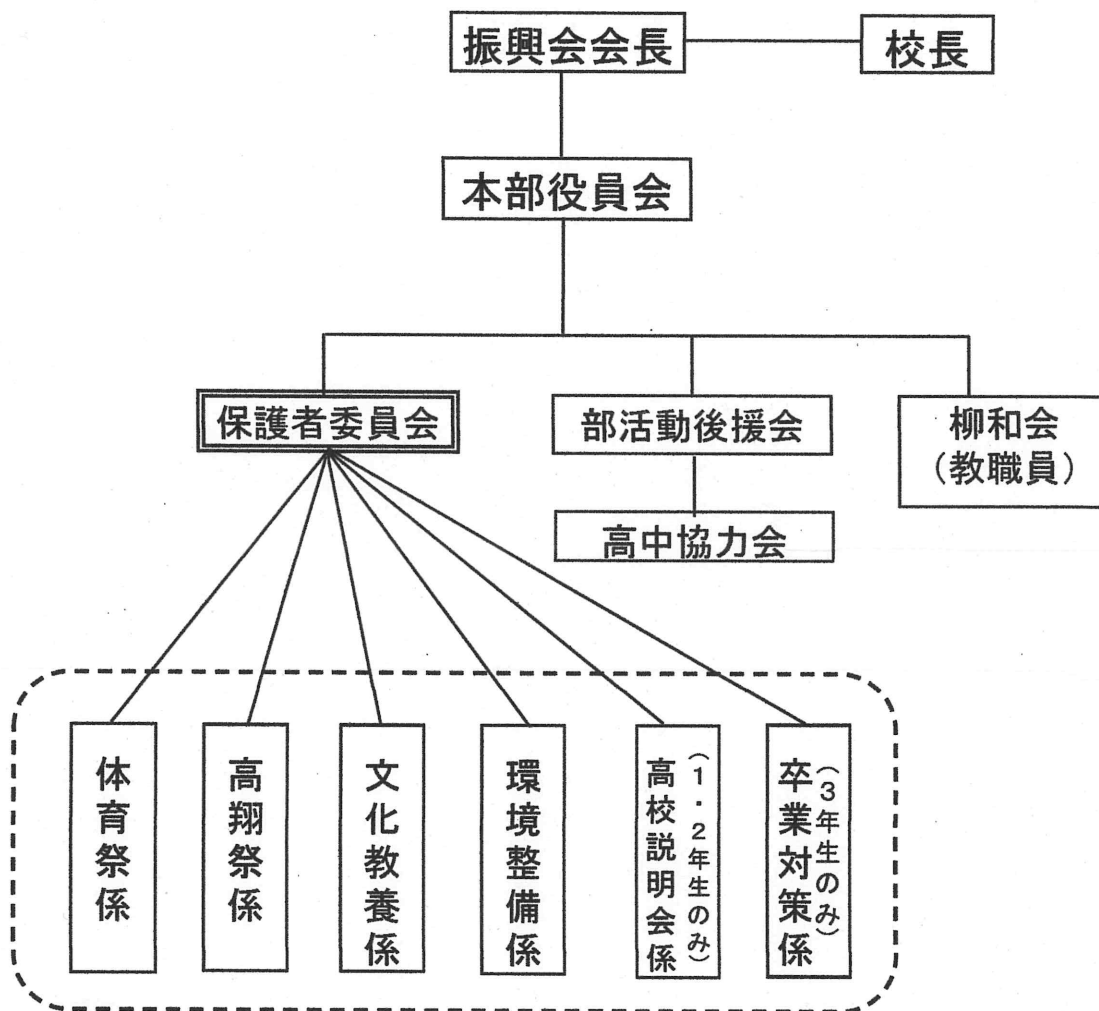 振興会会長
校長
本部役員会
保護者委員会
部活動後援会
柳和会
（教職員）
高中協力会
体育祭係
高翔祭係
文化教養係
環境整備係
高校説明会係
（1・2年生のみ）
卒業対策係
（3年生のみ）